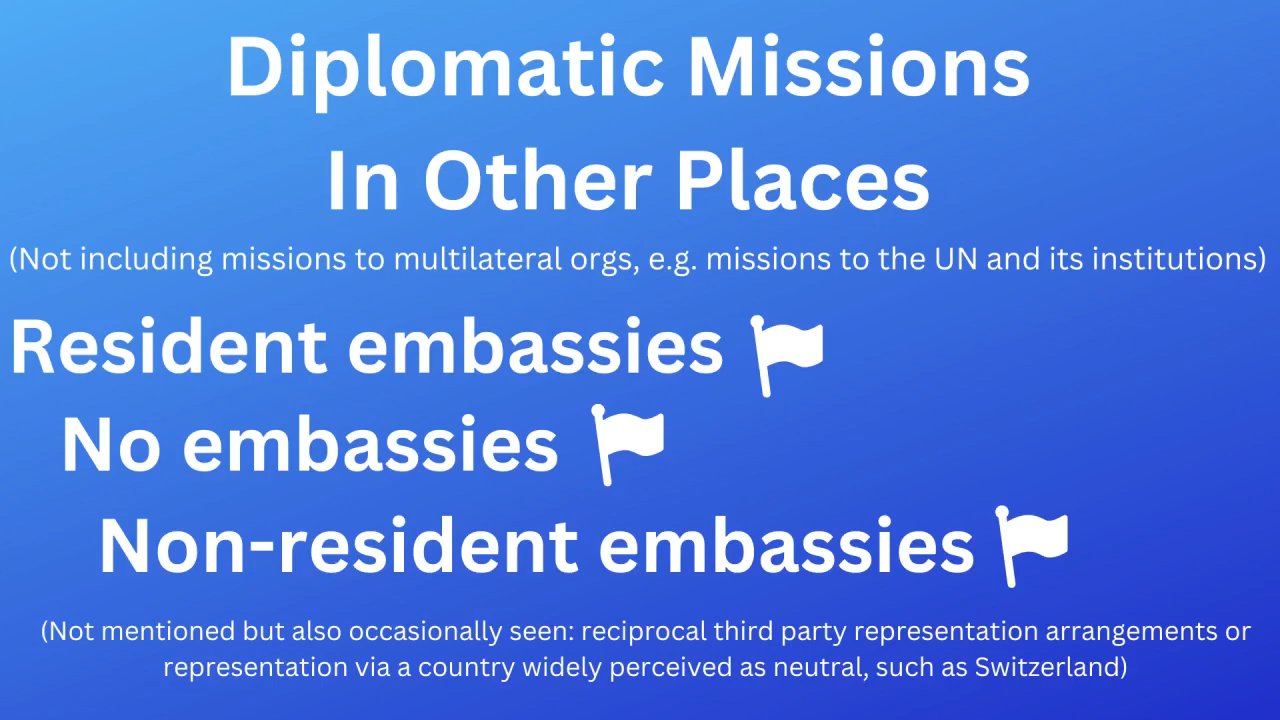 Diplomatic Missions
In Other Places
(Not including missions to multilateral orgs, e.g. missions to the UN and its institutions)
Resident embassies
No embassies
Non-resident embassies
(Not mentioned but also occasionally seen: reciprocal third party representation arrangements or
representation via a country widely perceived as neutral, such as Switzerland)